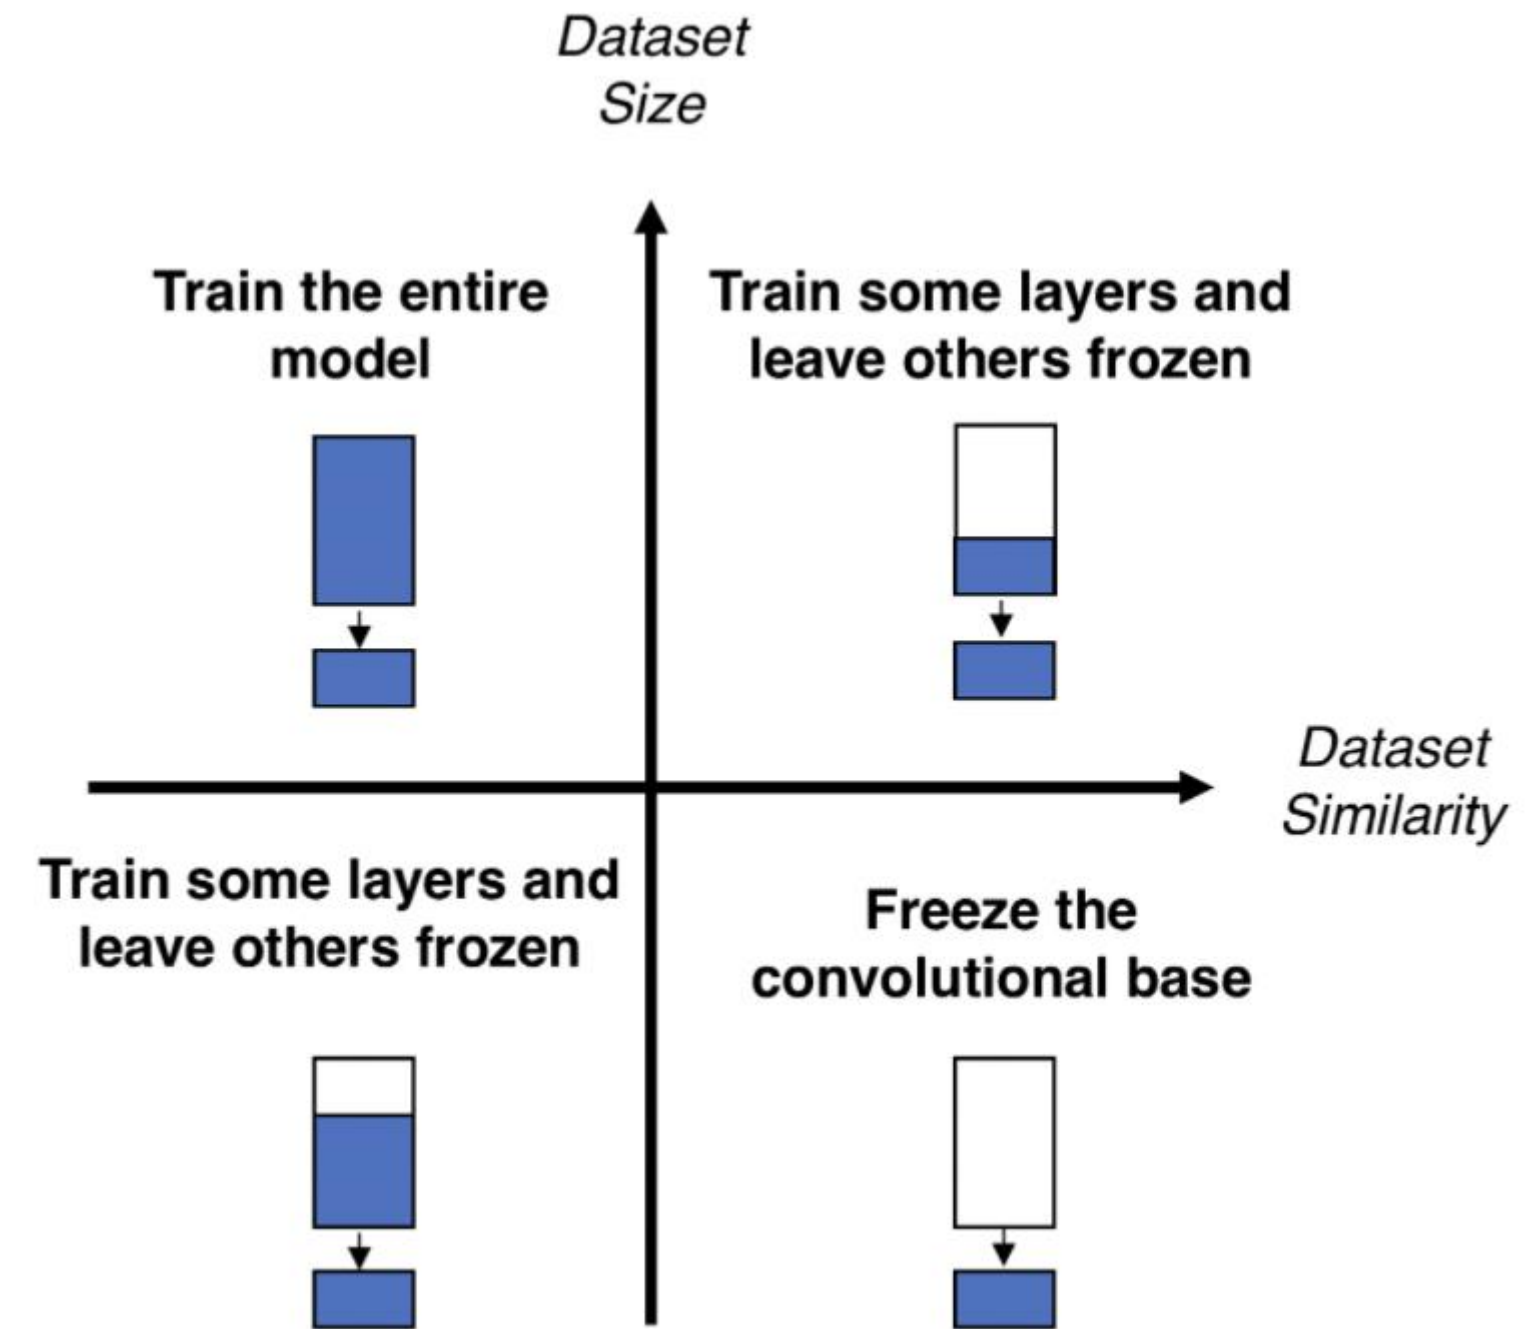 Dataset
Size
Train the entire
model
Train some layers and
leave others frozen
Dataset
Similarity
Train some layers and
leave others frozen
Freeze the
convolutional base